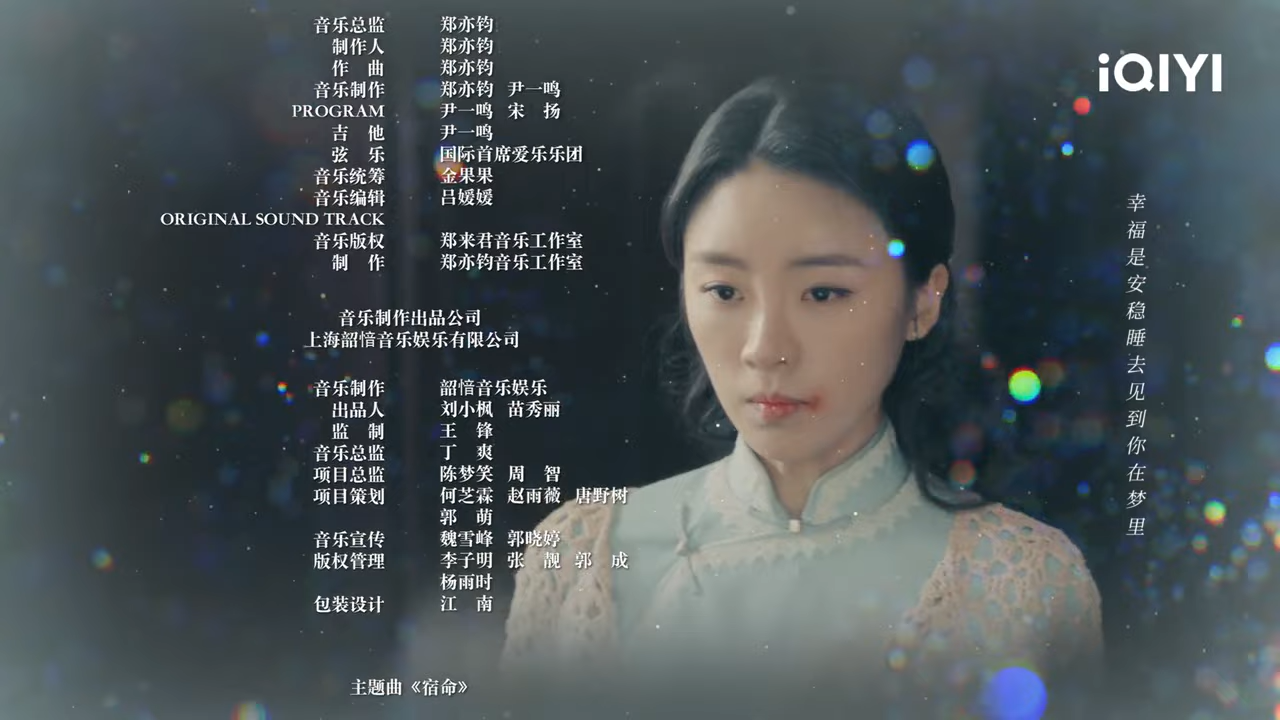 音乐总监 郑亦钧
制作人 郑亦钧
作 曲 郑亦钧
音乐制作 郑亦钧 尹一鸣
PROGRAM 尹一鸣 宋 扬
吉 他 尹一鸣
弦 乐 国际首席爱乐乐团
音乐统筹 金果果
音乐编辑 吕媛媛
ORIGINAL SOUND TRACK
音乐版权 郑来君音乐工作室
制 作 郑亦钧音乐工作室
音乐制作出品公司
上海韶愔音乐娱乐有限公司
音乐制作 韶愔音乐娱乐
出品人 刘小枫 苗秀丽
监 制 王 锋
音乐总监 丁 爽
项目总监 陈梦笑 周 智
项目策划 何芝霖 赵雨薇 唐野树
郭 萌
音乐宣传 魏雪峰 郭晓婷
版权管理 李子明 张 靓 郭 成
杨雨时
包装设计 江 南
主题曲《宿命》
iQIYI
幸福是安稳睡去见到你在梦里